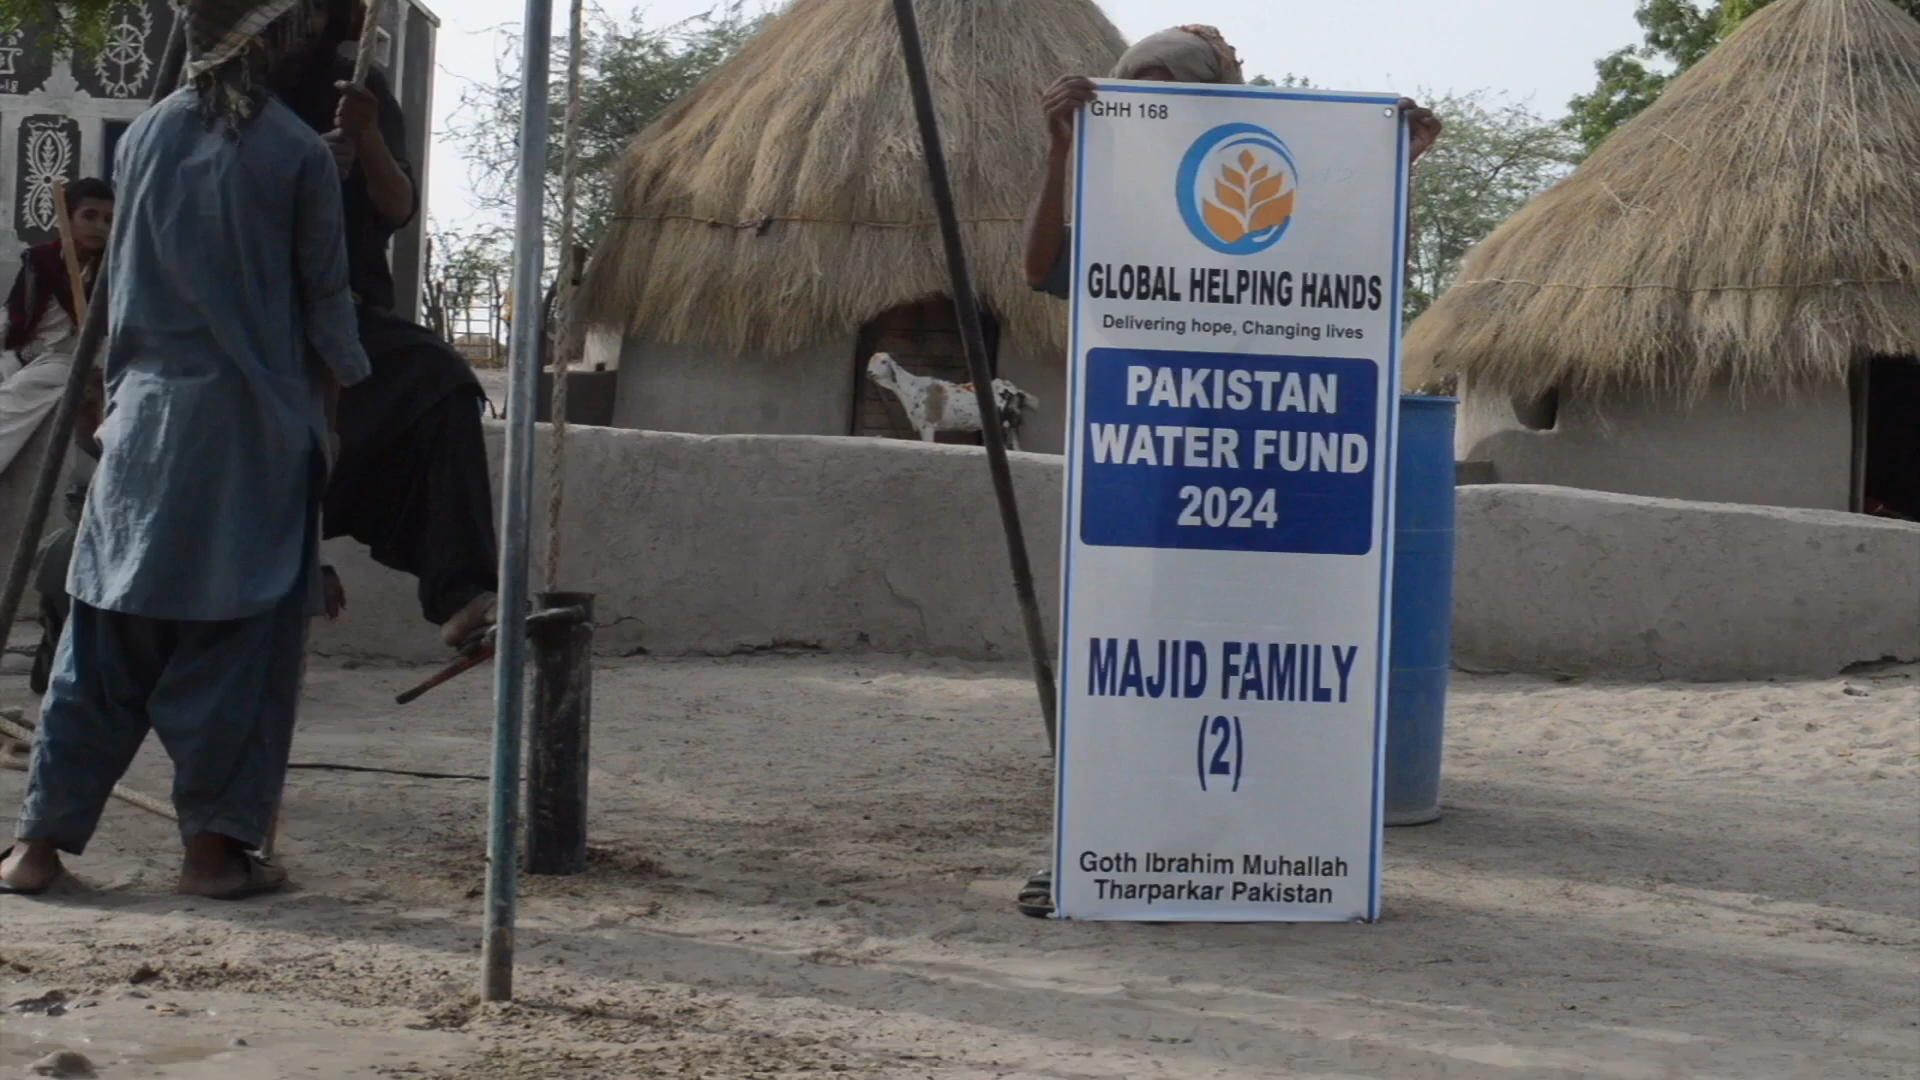 GHH 168
GLOBAL HELPING HANDS
Delivering hope, Changing lives
PAKISTAN
WATER FUND
2024
MAJID FAMILY
(2)
Goth Ibrahim Muhallah
Tharparkar Pakistan